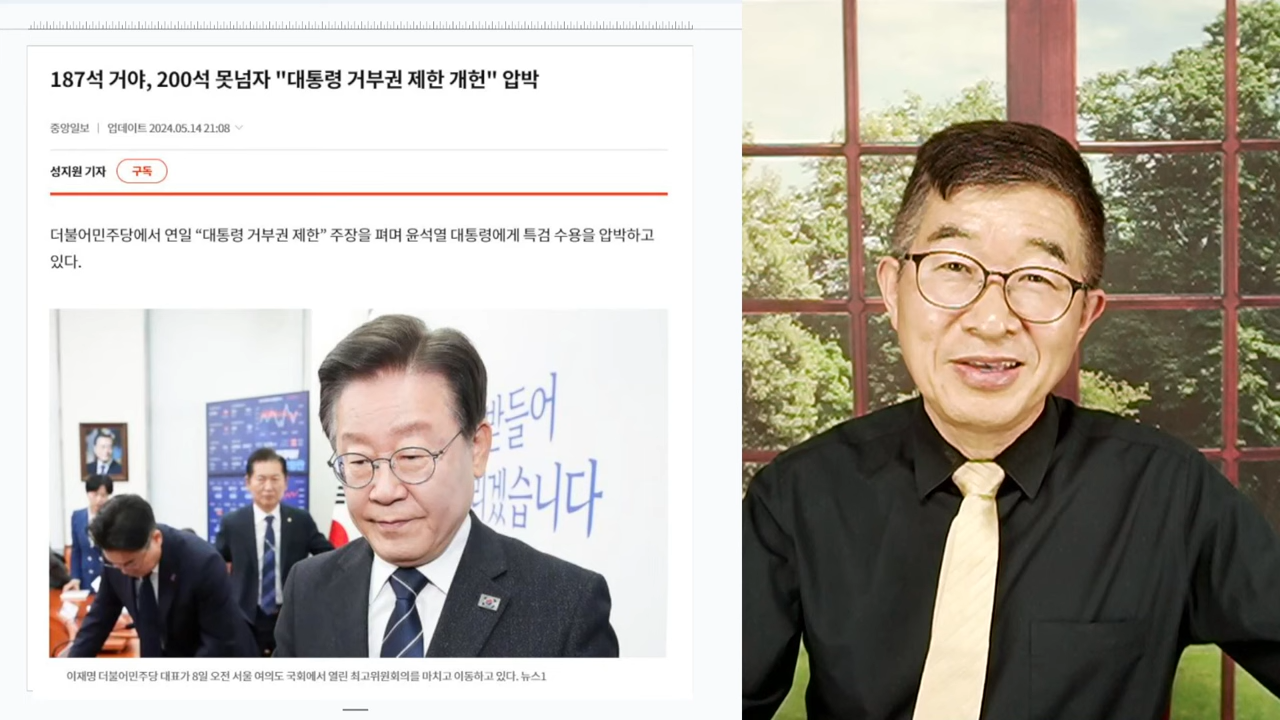 187석 거야, 200석 못넘자 "대통령 거부권 제한 개헌" 압박
중앙일보 | 업데이트 2024.05.14 21:08
성지원 기자 구독
더불어민주당에서 연일 “대통령 거부권 제한” 주장을 펴며 윤석열 대통령에게 특검 수용을 압박하고
있다.
받들어
습니다
이재명 더불어민주당 대표가 8일 오전 서울 여의도 국회에서 열린 최고위원회의를 마치고 이동하고 있다. 뉴스1